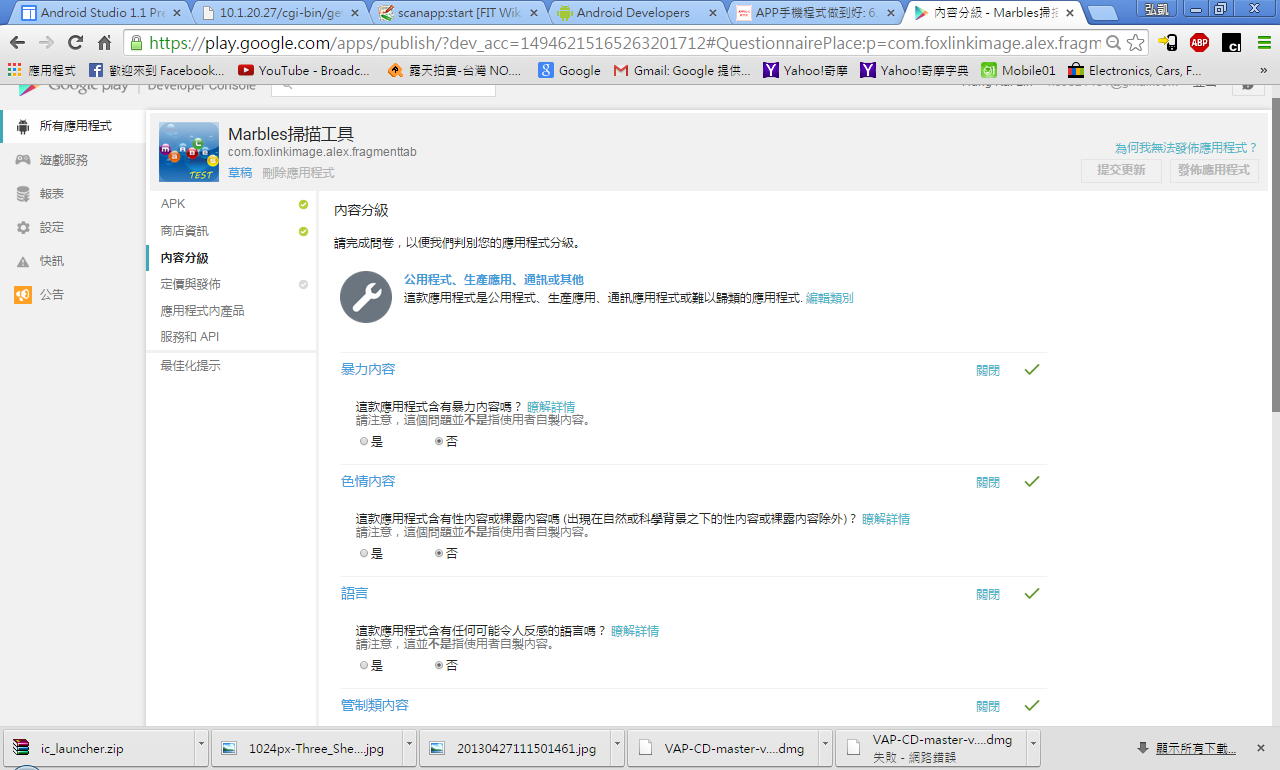 Android Studio 1.1 Pre
10.1.20.27/cgi-bin/get
scanapp:start [FIT Wik
Android Developers
APP手機程式做到好: 6.
內容分級 - Marbles掃描
弘凱
https://play.google.com/apps/publish/?dev_acc=14946215165263201712#QuestionnairePlace:p=com.foxlinkimage.alex.fragm
ABP
應用程式
歡迎來到 Facebook...
YouTube - Broadc...
露天拍賣-台灣 NO....
Google
Gmail: Google 提供...
Yahoo!奇摩
Yahoo!奇摩字典
Mobile01
Electronics, Cars, F...
»
Google play | Developer Console
所有應用程式
遊戲服務
報表
設定
快訊
公告
TEST
Marbles掃描工具
com.foxlinkimage.alex.fragmenttab
草稿 刪除應用程式
為何我無法發佈應用程式？
提交更新
發佈應用程式
APK
商店資訊
內容分級
定價與發佈
應用程式內產品
服務和 API
最佳化提示
內容分級
請完成問卷，以便我們判別您的應用程式分級。
公用程式、生產應用、通訊或其他
這款應用程式是公用程式、生產應用、通訊應用程式或難以歸類的應用程式. 編輯類別
暴力內容
關閉
這款應用程式含有暴力內容嗎？ 瞭解詳情
請注意，這個問題並不是指使用者自製內容。
是
否
色情內容
關閉
這款應用程式含有性內容或裸露內容嗎 (出現在自然或科學背景之下的性內容或裸露內容除外)？ 瞭解詳情
請注意，這個問題並不是指使用者自製內容。
是
否
語言
關閉
這款應用程式含有任何可能令人反感的語言嗎？ 瞭解詳情
請注意，這並不是指使用者自製內容。
是
否
管制類內容
關閉
ic_launcher.zip
1024px-Three_She....jpg
20130427111501461.jpg
VAP-CD-master-v....dmg
VAP-CD-master-v....dmg
失敗 - 網路錯誤
顯示所有下載...